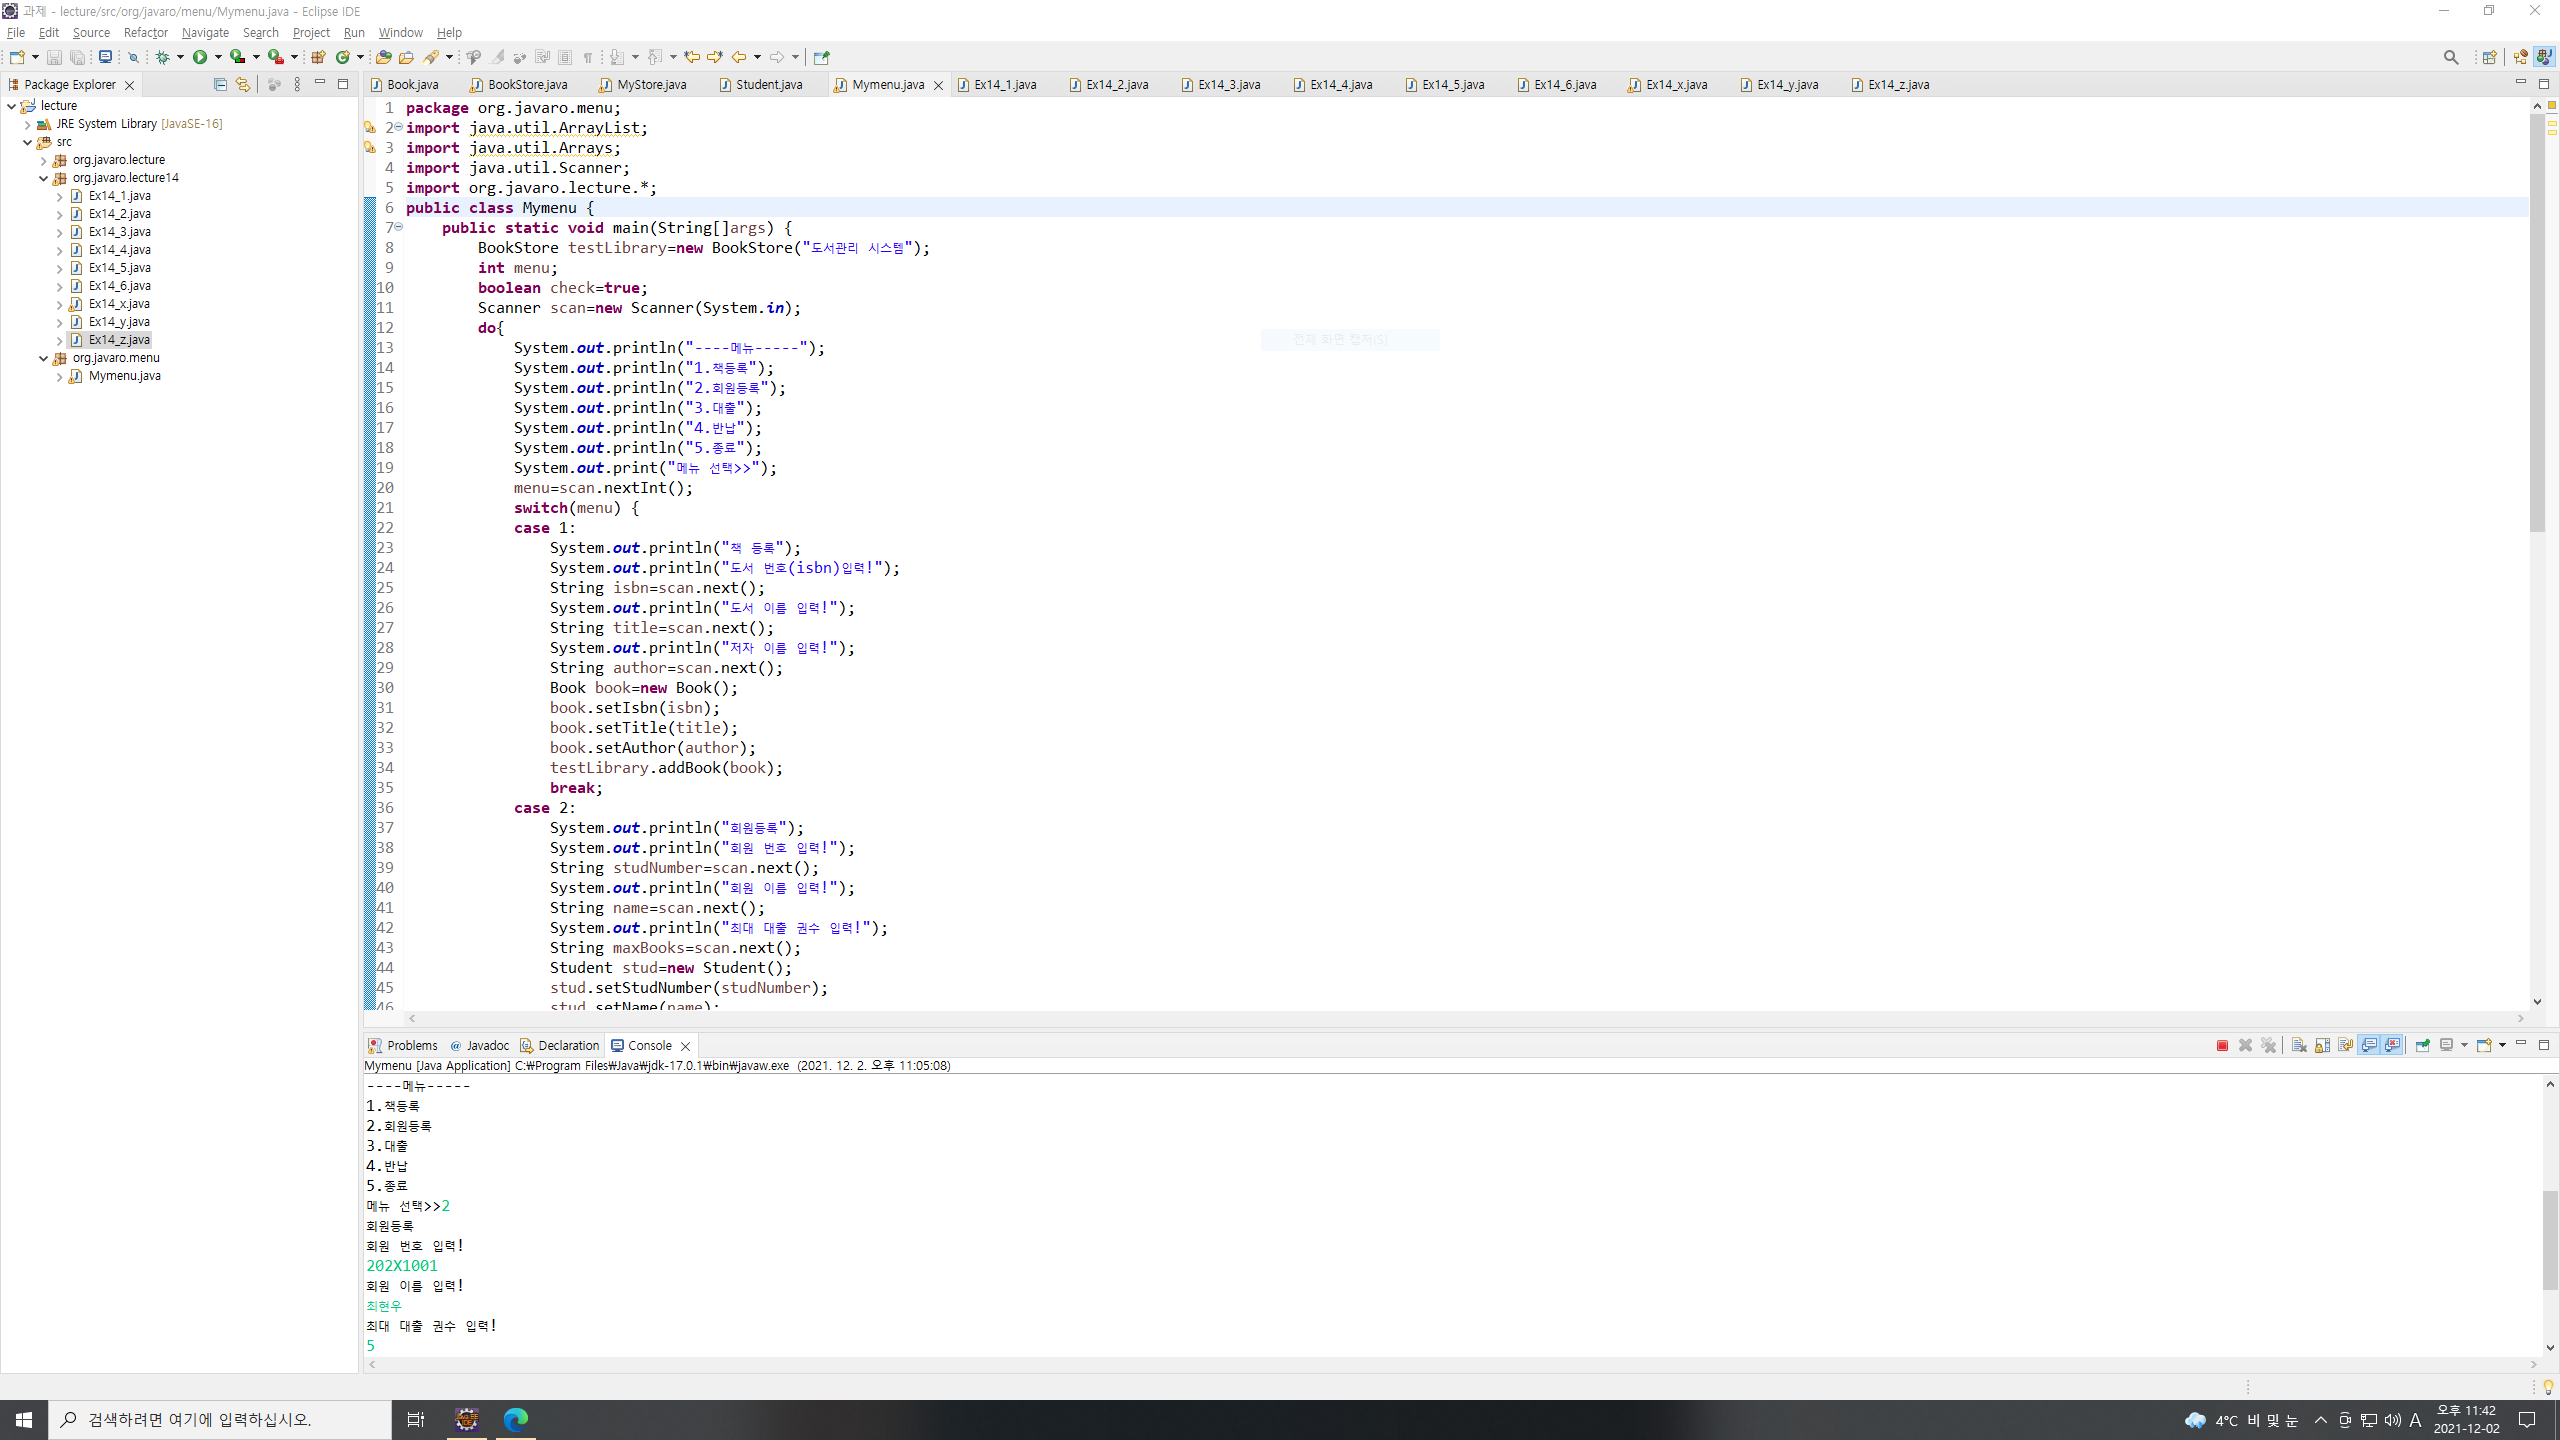 과제 - lecture/src/org/javaro/menu/Mymenu.java - Eclipse IDE
File Edit Source Refactor Navigate Search Project Run Window Help
Package Explorer
Book.java BookStore.java MyStore.java Student.java Mymenu.java Ex14_1.java Ex14_2.java Ex14_3.java Ex14_4.java Ex14_5.java Ex14_6.java Ex14_x.java Ex14_y.java Ex14_z.java
lecture
JRE System Library [JavaSE-16]
src
org.javaro.lecture
org.javaro.lecture14
Ex14_1.java
Ex14_2.java
Ex14_3.java
Ex14_4.java
Ex14_5.java
Ex14_6.java
Ex14_x.java
Ex14_y.java
Ex14_z.java
org.javaro.menu
Mymenu.java
1 package org.javaro.menu;
2 import java.util.ArrayList;
3 import java.util.Arrays;
4 import java.util.Scanner;
5 import org.javaro.lecture.*;
6 public class Mymenu {
7 public static void main(String[]args) {
8 BookStore testLibrary=new BookStore("도서관리 시스템");
9 int menu;
10 boolean check=true;
11 Scanner scan=new Scanner(System.in);
12 do{
13 System.out.println("----메뉴-----");
14 System.out.println("1.책등록");
15 System.out.println("2.회원등록");
16 System.out.println("3.대출");
17 System.out.println("4.반납");
18 System.out.println("5.종료");
19 System.out.print("메뉴 선택>>");
20 menu=scan.nextInt();
21 switch(menu) {
22 case 1:
23 System.out.println("책 등록");
24 System.out.println("도서 번호(isbn)입력!");
25 String isbn=scan.next();
26 System.out.println("도서 이름 입력!");
27 String title=scan.next();
28 System.out.println("저자 이름 입력!");
29 String author=scan.next();
30 Book book=new Book();
31 book.setIsbn(isbn);
32 book.setTitle(title);
33 book.setAuthor(author);
34 testLibrary.addBook(book);
35 break;
36 case 2:
37 System.out.println("회원등록");
38 System.out.println("회원 번호 입력!");
39 String studNumber=scan.next();
40 System.out.println("회원 이름 입력!");
41 String name=scan.next();
42 System.out.println("최대 대출 권수 입력!");
43 String maxBooks=scan.next();
44 Student stud=new Student();
45 stud.setStudNumber(studNumber);
46 stud.setName(name);
전체 화면 캡처(S)
Problems Javadoc Declaration Console
Mymenu [Java Application] C:₩Program Files₩Java₩jdk-17.0.1₩bin₩javaw.exe (2021. 12. 2. 오후 11:05:08)
----메뉴-----
1.책등록
2.회원등록
3.대출
4.반납
5.종료
메뉴 선택>>2
회원등록
회원 번호 입력!
202X1001
회원 이름 입력!
최현우
최대 대출 권수 입력!
5
검색하려면 여기에 입력하십시오.
4°C 비 및 눈
A
오후 11:42
2021-12-02